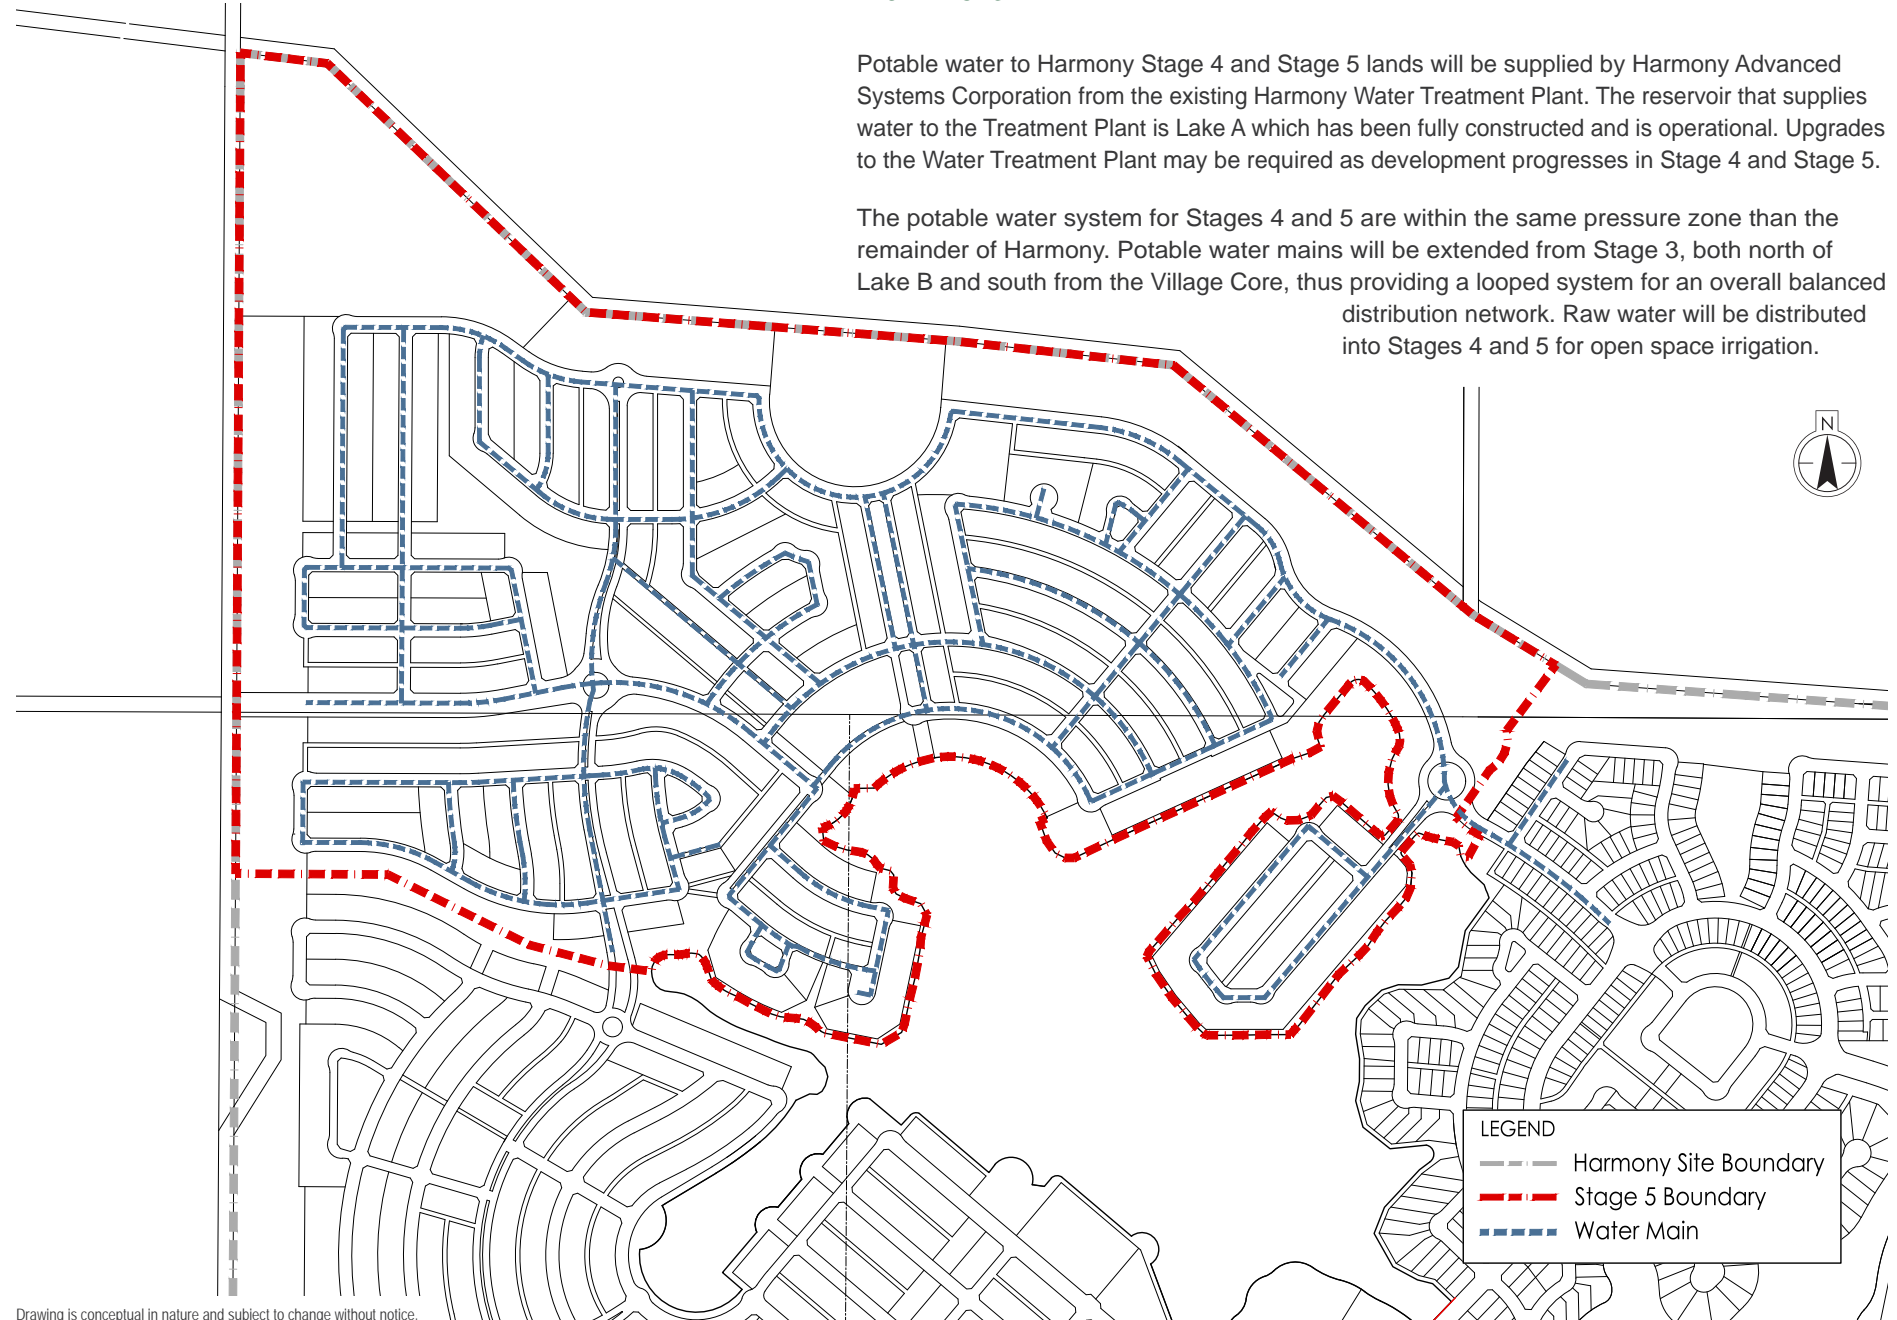 Potable water to Harmony Stage 4 and Stage 5 lands will be supplied by Harmony Advanced
Systems Corporation from the existing Harmony Water Treatment Plant. The reservoir that supplies
water to the Treatment Plant is Lake A which has been fully constructed and is operational. Upgrades
to the Water Treatment Plant may be required as development progresses in Stage 4 and Stage 5.
The potable water system for Stages 4 and 5 are within the same pressure zone than the
remainder of Harmony. Potable water mains will be extended from Stage 3, both north of
Lake B and south from the Village Core, thus providing a looped system for an overall balanced
distribution network. Raw water will be distributed
into Stages 4 and 5 for open space irrigation.
N
LEGEND
Harmony Site Boundary
Stage 5 Boundary
Water Main
Drawing is conceptual in nature and subject to change without notice.